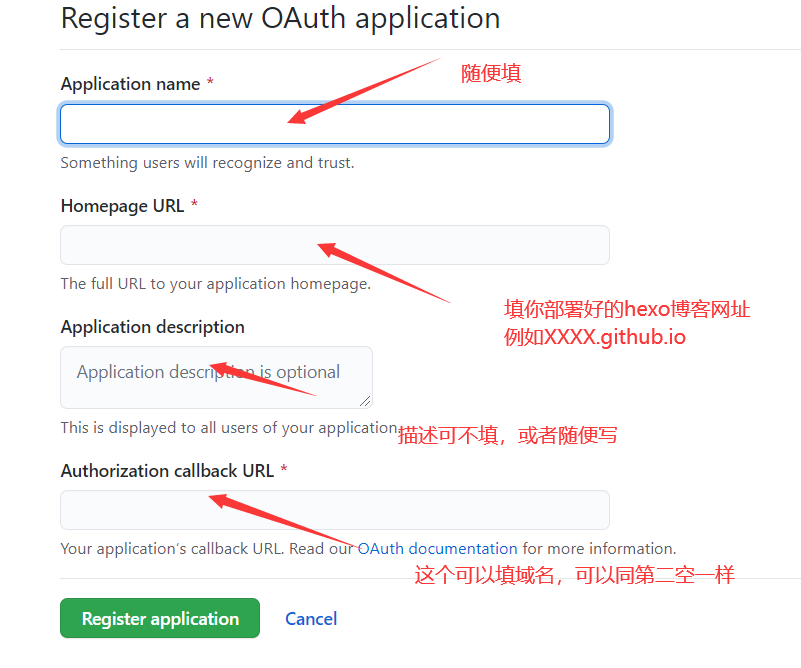 Register a new OAuth application
Application name *
随便填
Something users will recognize and trust.
Homepage URL *
The full URL to your application homepage.
填你部署好的hexo博客网址
例如XXXX.github.io
Application description
Application description is optional
This is displayed to all users of your application.
描述可不填，或者随便写
Authorization callback URL *
Your application’s callback URL. Read our OAuth documentation for more information.
这个可以填域名，可以同第二空一样
Register application
Cancel